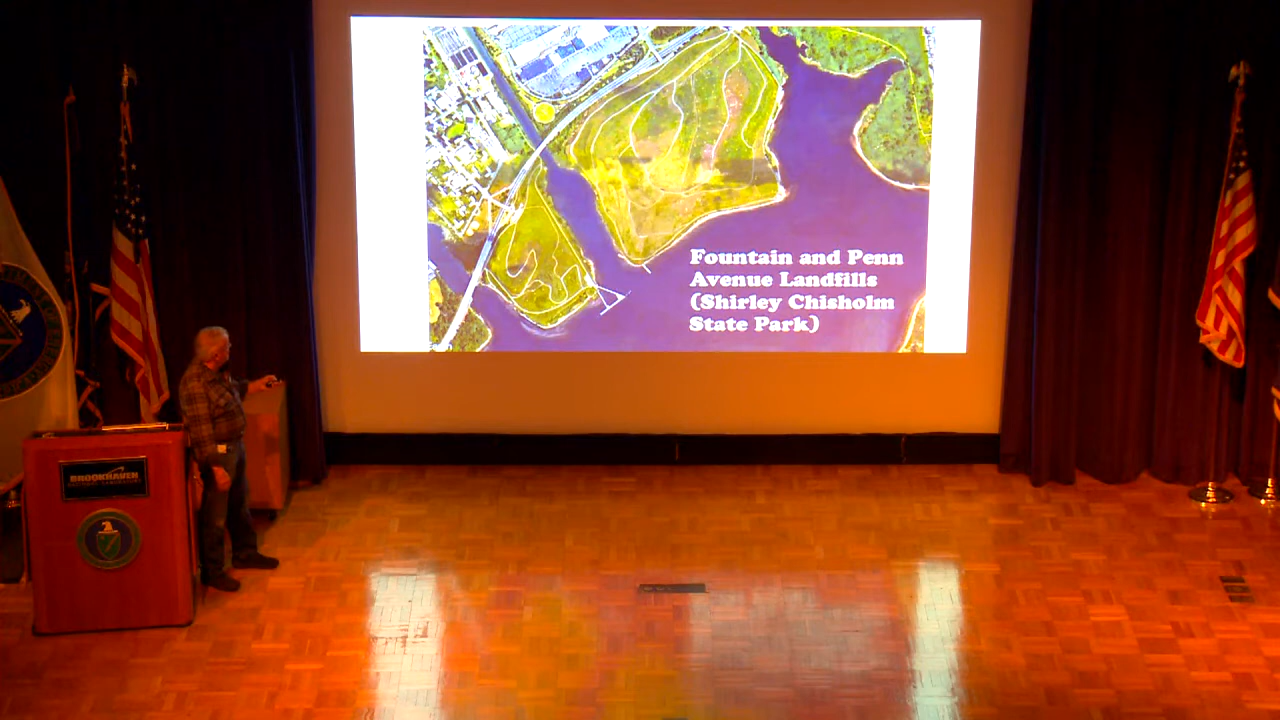 Fountain and Penn
Avenue Landfills
(Shirley Chisholm
State Park)
BROOKHAVEN